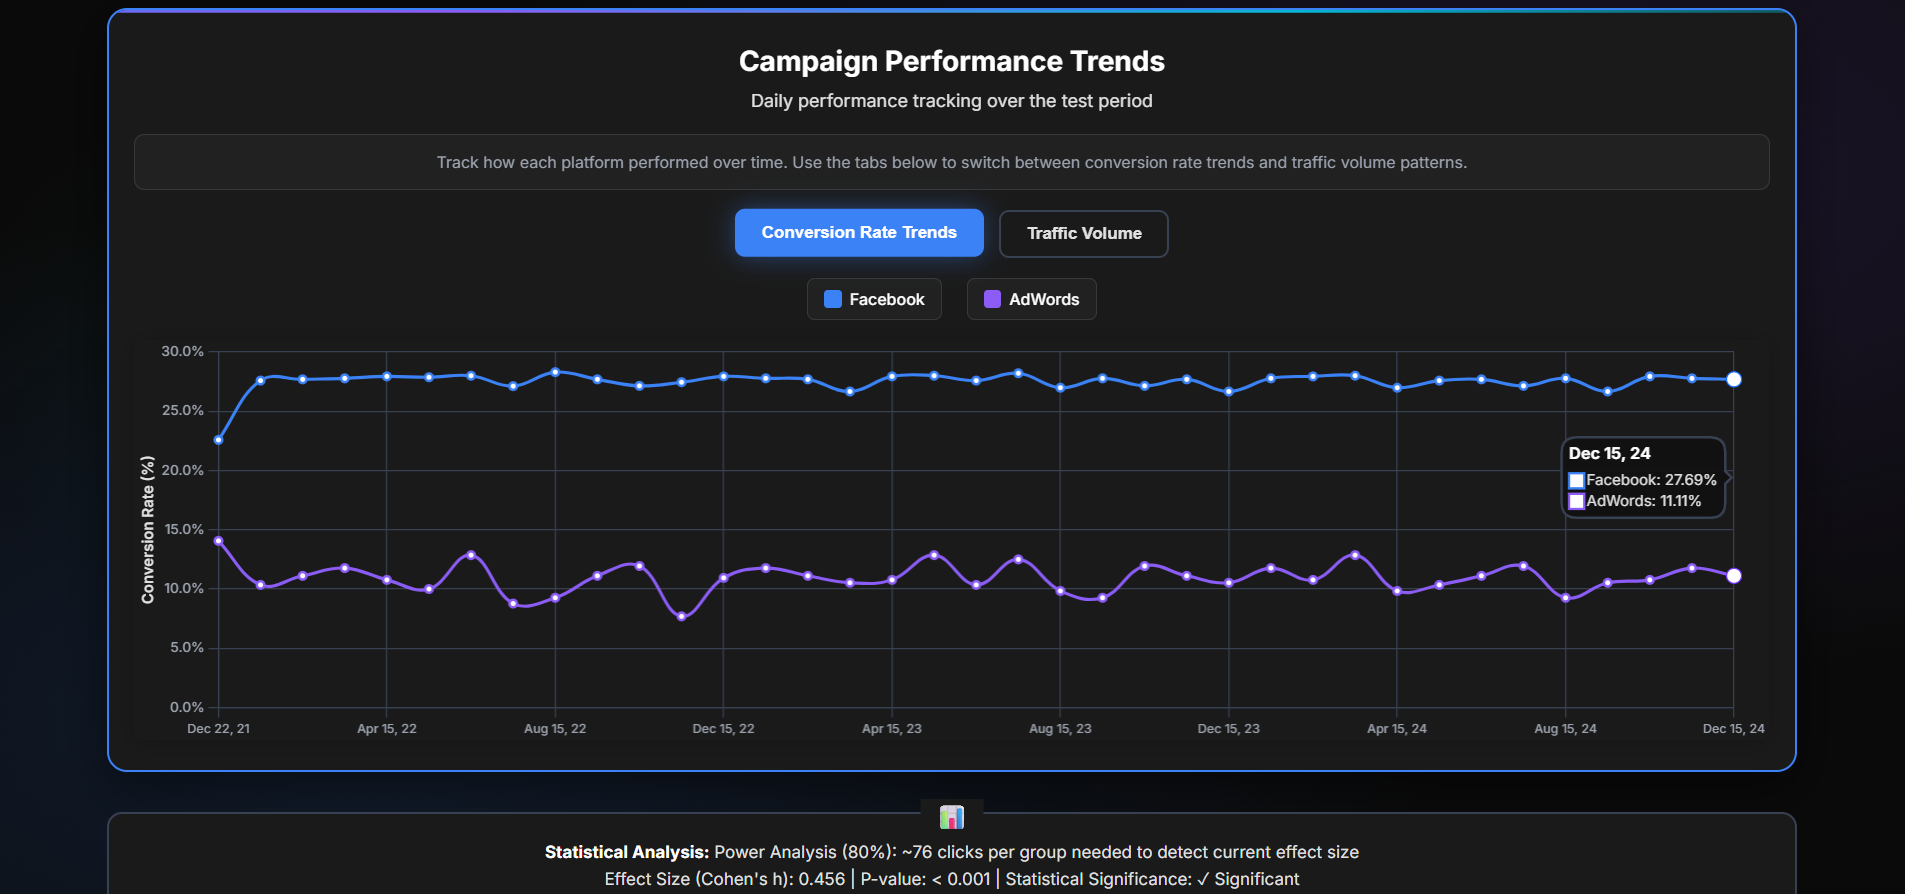 Campaign Performance Trends
Daily performance tracking over the test period
Track how each platform performed over time. Use the tabs below to switch between conversion rate trends and traffic volume patterns.
Conversion Rate Trends
Traffic Volume
Facebook
AdWords
Conversion Rate (%)
30.0%
25.0%
20.0%
15.0%
10.0%
5.0%
0.0%
Dec 15, 24
Facebook: 27.69%
AdWords: 11.11%
Dec 22, 21
Apr 15, 22
Aug 15, 22
Dec 15, 22
Apr 15, 23
Aug 15, 23
Dec 15, 23
Apr 15, 24
Aug 15, 24
Dec 15, 24
Statistical Analysis: Power Analysis (80%): ~76 clicks per group needed to detect current effect size
Effect Size (Cohen's h): 0.456 | P-value: < 0.001 | Statistical Significance: ✓ Significant